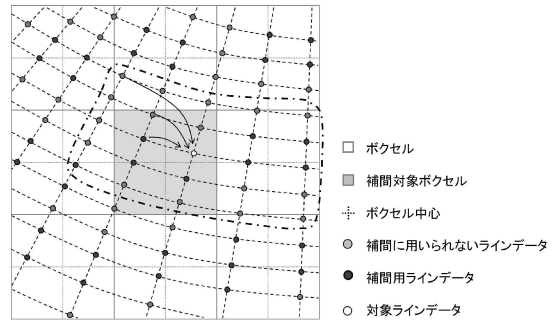 ボクセル
補間対象ボクセル
ボクセル中心
補間に用いられないラインデータ
補間用ラインデータ
対象ラインデータ